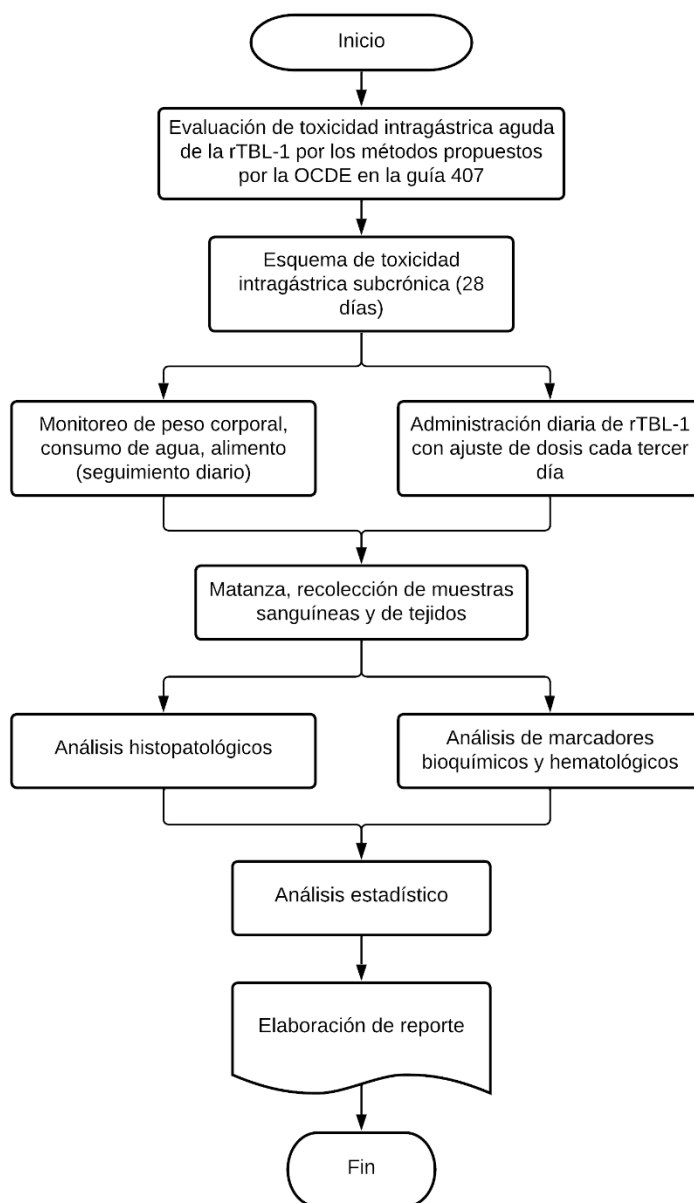 Inicio
Evaluación de toxicidad intragástrica aguda
de la rTBL-1 por los métodos propuestos
por la OCDE en la guía 407
Esquema de toxicidad
intragástrica subcrónica (28
días)
Monitoreo de peso corporal,
consumo de agua, alimento
(seguimiento diario)
Administración diaria de rTBL-1
con ajuste de dosis cada tercer
día
Matanza, recolección de muestras
sanguíneas y de tejidos
Análisis histopatológicos
Análisis de marcadores
bioquímicos y hematológicos
Análisis estadístico
Elaboración de reporte
Fin